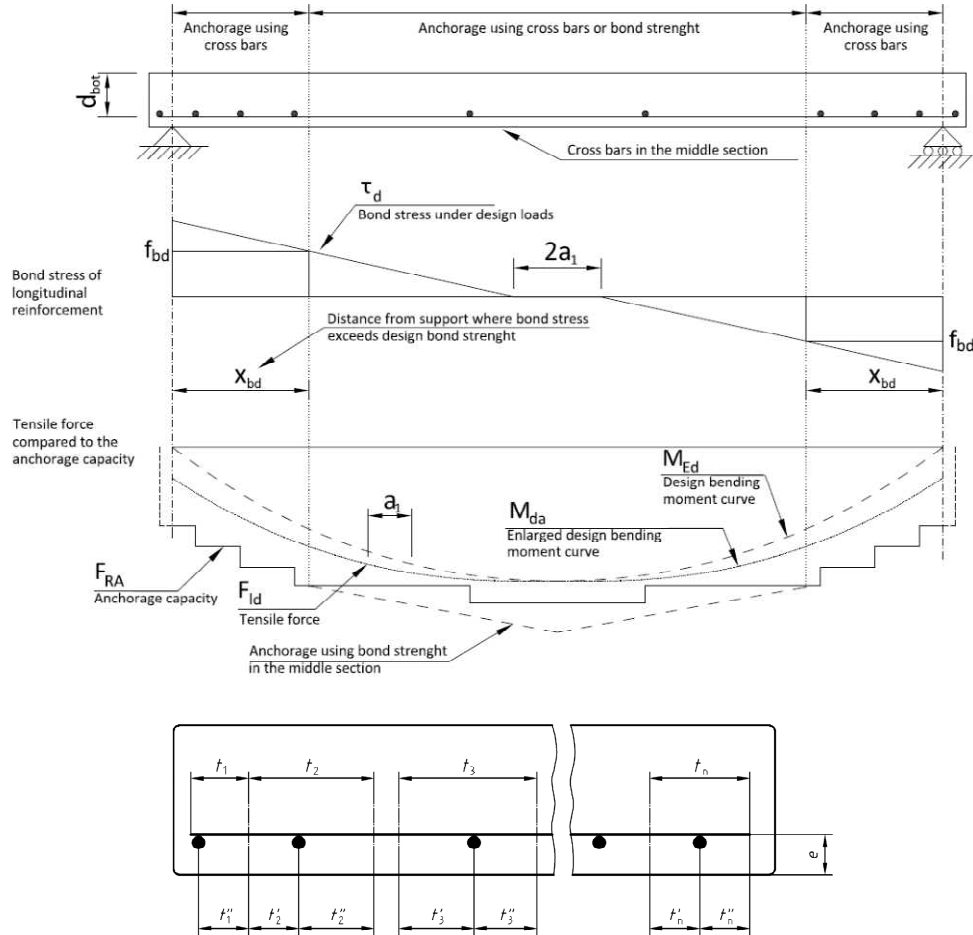 Anchorage using
cross bars
Anchorage using cross bars or bond strenght
Anchorage using
cross bars
d_bot
Cross bars in the middle section
τ_d
Bond stress under design loads
f_bd
2a_1
Bond stress of
longitudinal
reinforcement
Distance from support where bond stress
exceeds design bond strenght
f_bd
x_bd
x_bd
Tensile force
compared to the
anchorage capacity
M_Ed
Design bending
moment curve
a_1
M_da
Enlarged design bending
moment curve
F_RA
Anchorage capacity
F_ld
Tensile force
Anchorage using bond strenght
in the middle section
t_1
t_2
t_3
t_n
e
t''_1
t'_2
t''_2
t'_3
t''_3
t'_n
t''_n